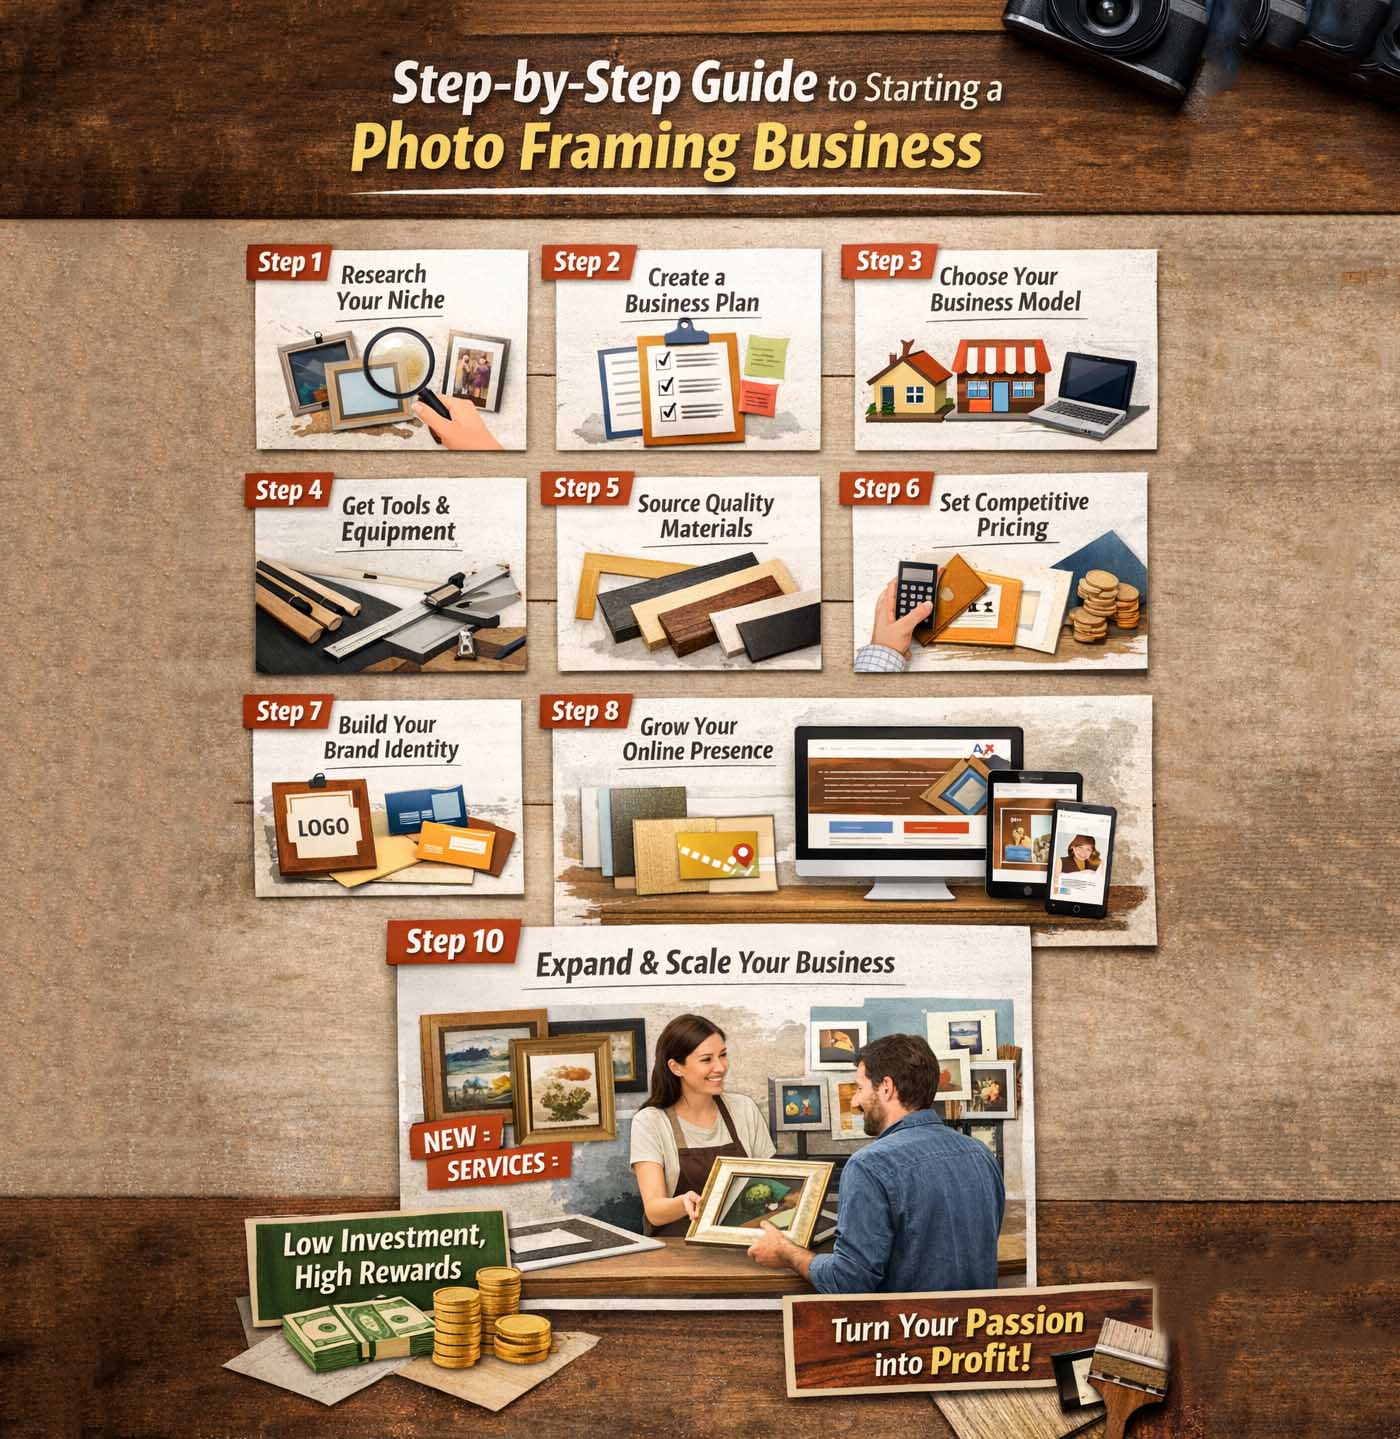 Step-by-Step Guide to Starting a
Photo Framing Business
Step 1
Research
Your Niche
Step 2
Create a
Business Plan
Step 3
Choose Your
Business Model
Step 4
Get Tools &
Equipment
Step 5
Source Quality
Materials
Step 6
Set Competitive
Pricing
Step 7
Build Your
Brand Identity
LOGO
Step 8
Grow Your
Online Presence
Step 10
Expand & Scale Your Business
NEW :
SERVICES :
Low Investment,
High Rewards
Turn Your Passion
into Profit!